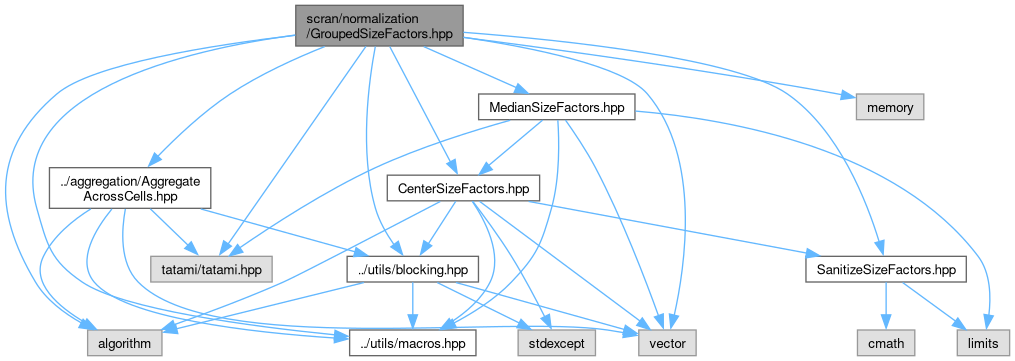 scran/normalization
/GroupedSizeFactors.hpp
MedianSizeFactors.hpp
memory
../aggregation/Aggregate
AcrossCells.hpp
CenterSizeFactors.hpp
tatami/tatami.hpp
../utils/blocking.hpp
SanitizeSizeFactors.hpp
algorithm
../utils/macros.hpp
stdexcept
vector
cmath
limits